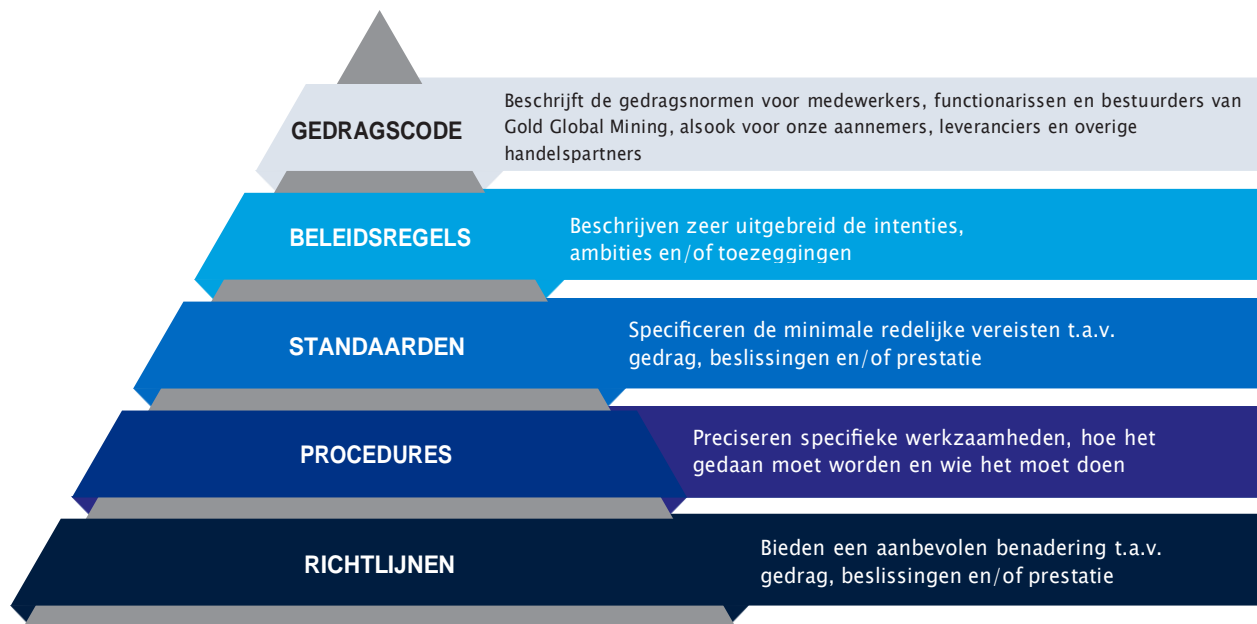 GEDRAGSCODE
Beschrijft de gedragsnormen voor medewerkers, functionarissen en bestuurders van
Gold Global Mining, alsook voor onze aannemers, leveranciers en overige
handelspartners
BELEIDSREGELS
Beschrijven zeer uitgebreid de intenties,
ambities en/of toezeggingen
STANDAARDEN
Specificeren de minimale redelijke vereisten t.a.v.
gedrag, beslissingen en/of prestatie
PROCEDURES
Preciseren specifieke werkzaamheden, hoe het
gedaan moet worden en wie het moet doen
RICHTLIJNEN
Bieden een aanbevolen benadering t.a.v.
gedrag, beslissingen en/of prestatie